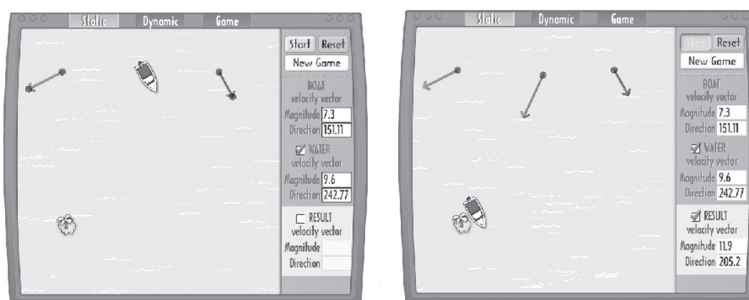 Static Dynamic Game
Start Reset
New Game
BOAT
velocity vector
Magnitude 7.3
Direction 151.11
WATER
velocity vector
Magnitude 9.6
Direction 242.77
RESULT
velocity vector
Magnitude
Direction
Static Dynamic Game
Stop Reset
New Game
BOAT
velocity vector
Magnitude 7.3
Direction 151.11
WATER
velocity vector
Magnitude 9.6
Direction 242.77
RESULT
velocity vector
Magnitude 11.9
Direction 205.2